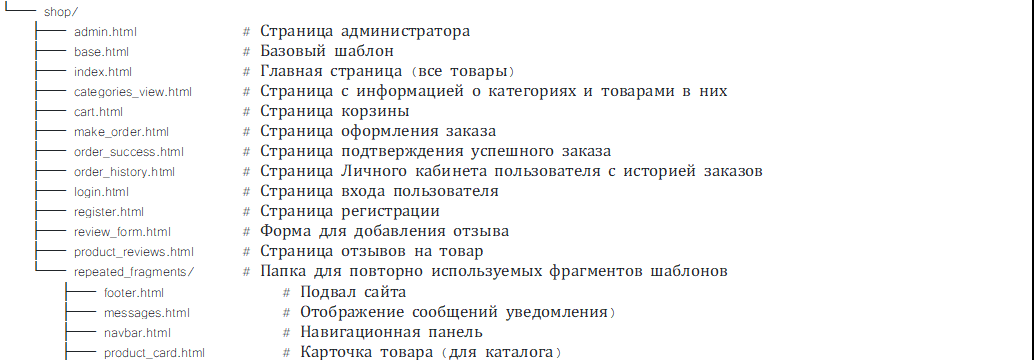 shop/
admin.html # Страница администратора
base.html # Базовый шаблон
index.html # Главная страница (все товары)
categories_view.html # Страница с информацией о категориях и товарами в них
cart.html # Страница корзины
make_order.html # Страница оформления заказа
order_success.html # Страница подтверждения успешного заказа
order_history.html # Страница Личного кабинета пользователя с историей заказов
login.html # Страница входа пользователя
register.html # Страница регистрации
review_form.html # Форма для добавления отзыва
product_reviews.html # Страница отзывов на товар
repeated_fragments/ # Папка для повторно используемых фрагментов шаблонов
footer.html # Подвал сайта
messages.html # Отображение сообщений уведомления)
navbar.html # Навигационная панель
product_card.html # Карточка товара (для каталога)